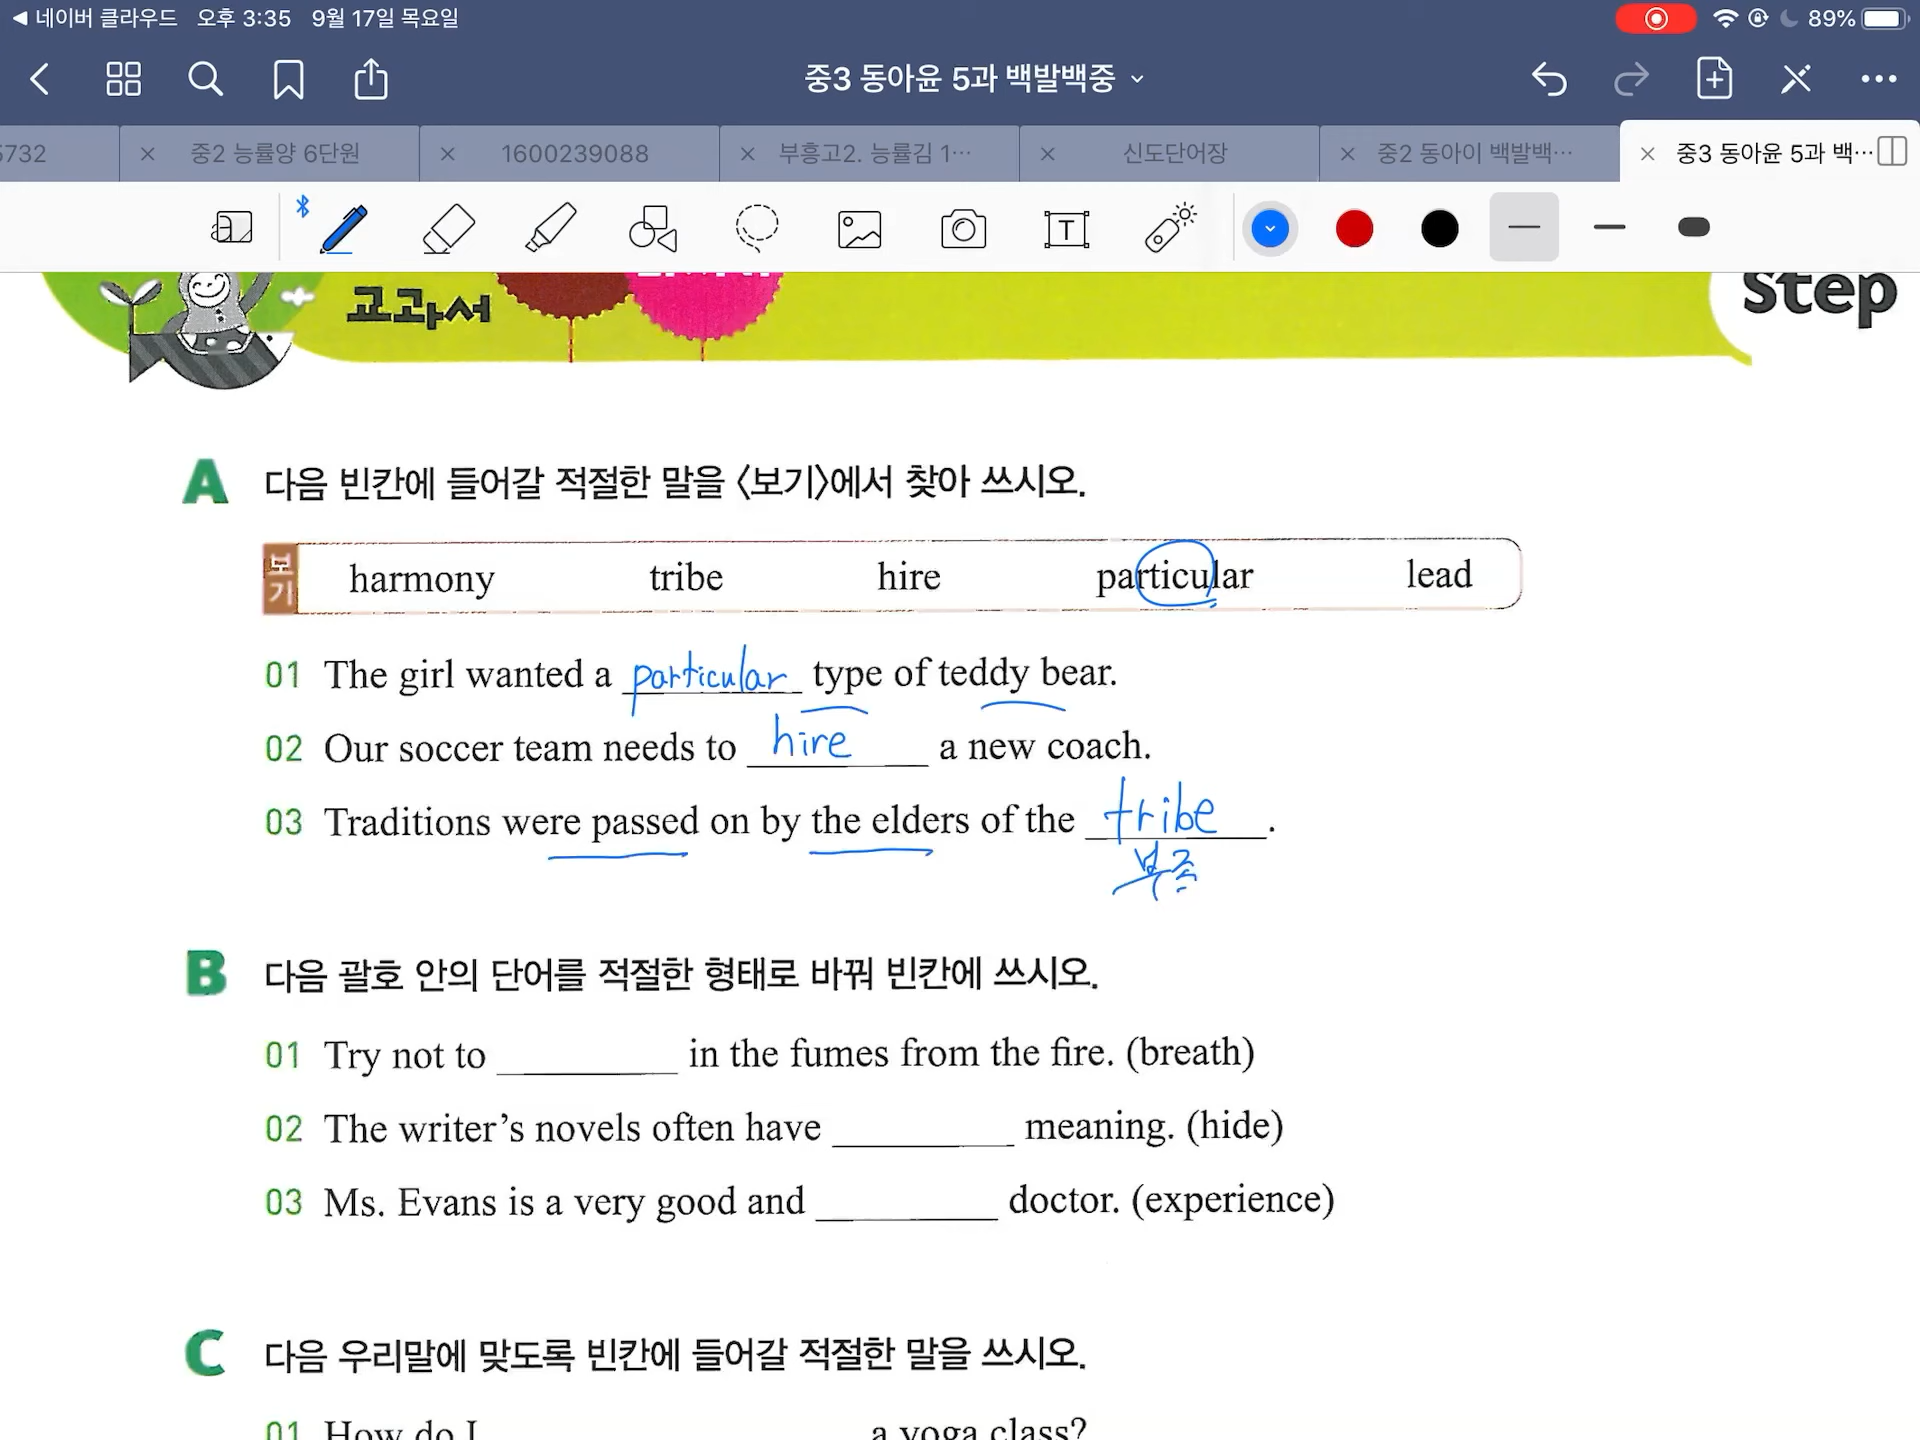 ◀ 네이버 클라우드 오후 3:35 9월 17일 목요일 89%
중3 동아윤 5과 백발백중
5732 중2 능률양 6단원 1600239088 부흥고2. 능률김 1… 신도단어장 중2 동아이 백발백… 중3 동아윤 5과 백…
T
교과서 Step
A 다음 빈칸에 들어갈 적절한 말을 〈보기〉에서 찾아 쓰시오.
보기 harmony tribe hire particular lead
01 The girl wanted a particular type of teddy bear.
02 Our soccer team needs to hire a new coach.
03 Traditions were passed on by the elders of the tribe.
부족
B 다음 괄호 안의 단어를 적절한 형태로 바꿔 빈칸에 쓰시오.
01 Try not to ________ in the fumes from the fire. (breath)
02 The writer’s novels often have ________ meaning. (hide)
03 Ms. Evans is a very good and ________ doctor. (experience)
C 다음 우리말에 맞도록 빈칸에 들어갈 적절한 말을 쓰시오.
01 How do I a yoga class?